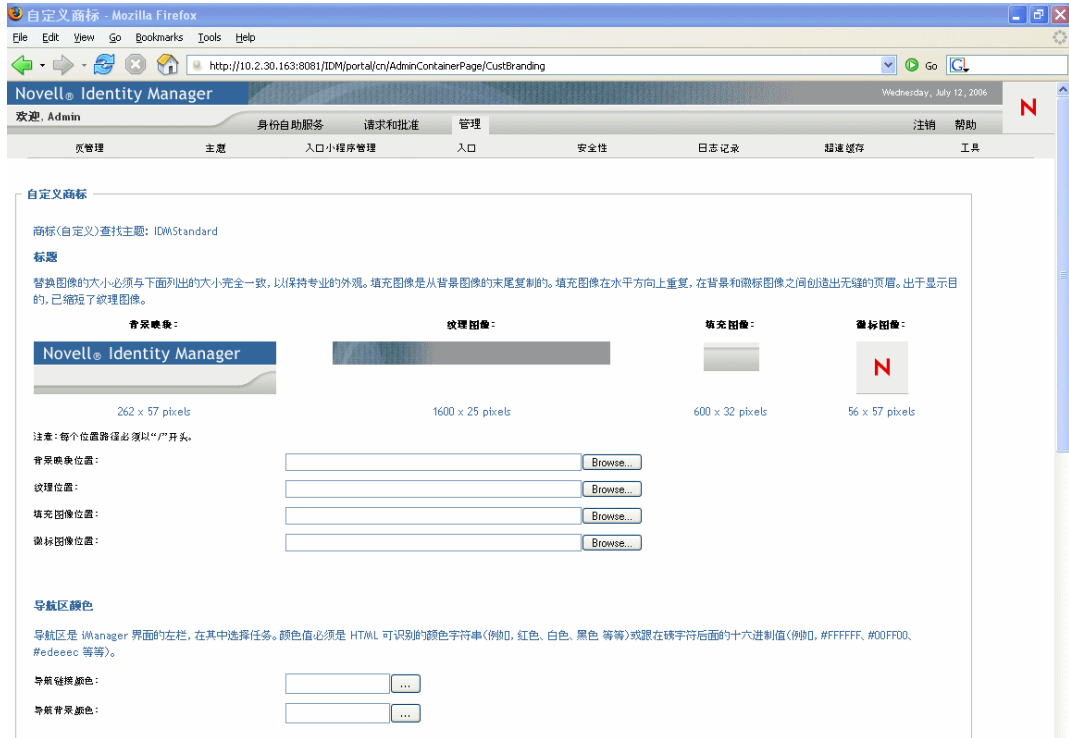 自定义商标 - Mozilla Firefox
File Edit View Go Bookmarks Tools Help
http://10.2.30.163:8081/IDM/portal/cn/AdminContainerPage/CustBranding
Go
G
Novell® Identity Manager
Wednesday, July 12, 2006
N
欢迎, Admin
身份自助服务 请求和批准 管理 注销 帮助
页管理 主题 入口小程序管理 入口 安全性 日志记录 超速缓存 工具
自定义商标
商标(自定义)查找主题: IDMStandard
标题
替换图像的大小必须与下面列出的大小完全一致, 以保持专业的外观。填充图像是从背景图像的末尾复制的。填充图像在水平方向上重复, 在背景和徽标图像之间创造出无缝的页眉。出于显示目
的, 已缩短了纹理图像。
背景映象: 纹理图像: 填充图像: 徽标图像:
Novell® Identity Manager
N
262 x 57 pixels 1600 x 25 pixels 600 x 32 pixels 56 x 57 pixels
注意: 每个位置路径必须以“/”开头。
背景映象位置: Browse...
纹理位置: Browse...
填充图像位置: Browse...
徽标图像位置: Browse...
导航区颜色
导航区是 iManager 界面的左栏, 在其中选择任务。颜色值必须是 HTML 可识别的颜色字符串(例如, 红色、白色、黑色 等等)或跟在磅字符后面的十六进制值(例如, #FFFFFF、#00FF00、
#edeeec 等等)。
导航链接颜色: ...
导航背景颜色: ...